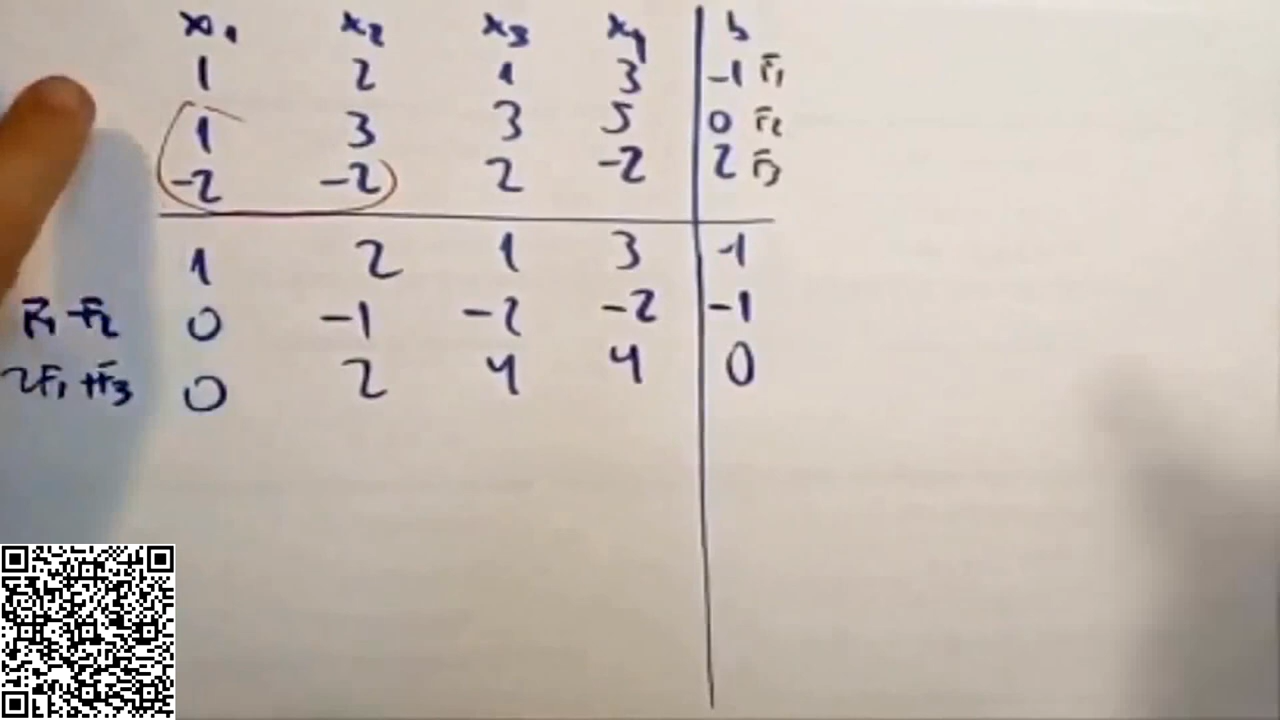 x₁ x₂ x₃ x₄ b
1 2 1 3 -1 F₁
1 3 3 5 0 F₂
-2 -2 2 -2 2 F₃
1 2 1 3 -1
F₁-F₂ 0 -1 -2 -2 -1
2F₁+F₃ 0 2 4 4 0